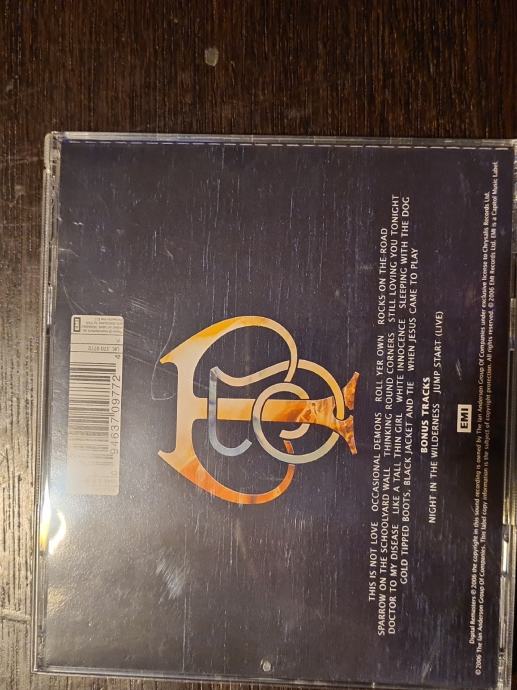 THIS IS NOT LOVE OCCASIONAL DEMONS ROLL YER OWN ROCKS ON THE ROAD
SPARROW ON THE SCHOOLYARD WALL THINKING ROUND CORNERS STILL LOVING YOU TONIGHT
DOCTOR TO MY DISEASE LIKE A TALL THIN GIRL WHITE INNOCENCE SLEEPING WITH THE DOG
GOLD TIPPED BOOTS, BLACK JACKET AND TIE WHEN JESUS CAME TO PLAY
BONUS TRACKS
NIGHT IN THE WILDERNESS JUMP START (LIVE)
EMI
Digital Remasters ℗ 2006 the copyright in this sound recording is owned by The Ian Anderson Group Of Companies under exclusive license to Chrysalis Records Ltd.
© 2006 The Ian Anderson Group Of Companies. This label copy information is the subject of copyright protection. All rights reserved. © 2006 EMI Records Ltd. EMI is a Capitol Music Label.
EMI
94637 09772 4